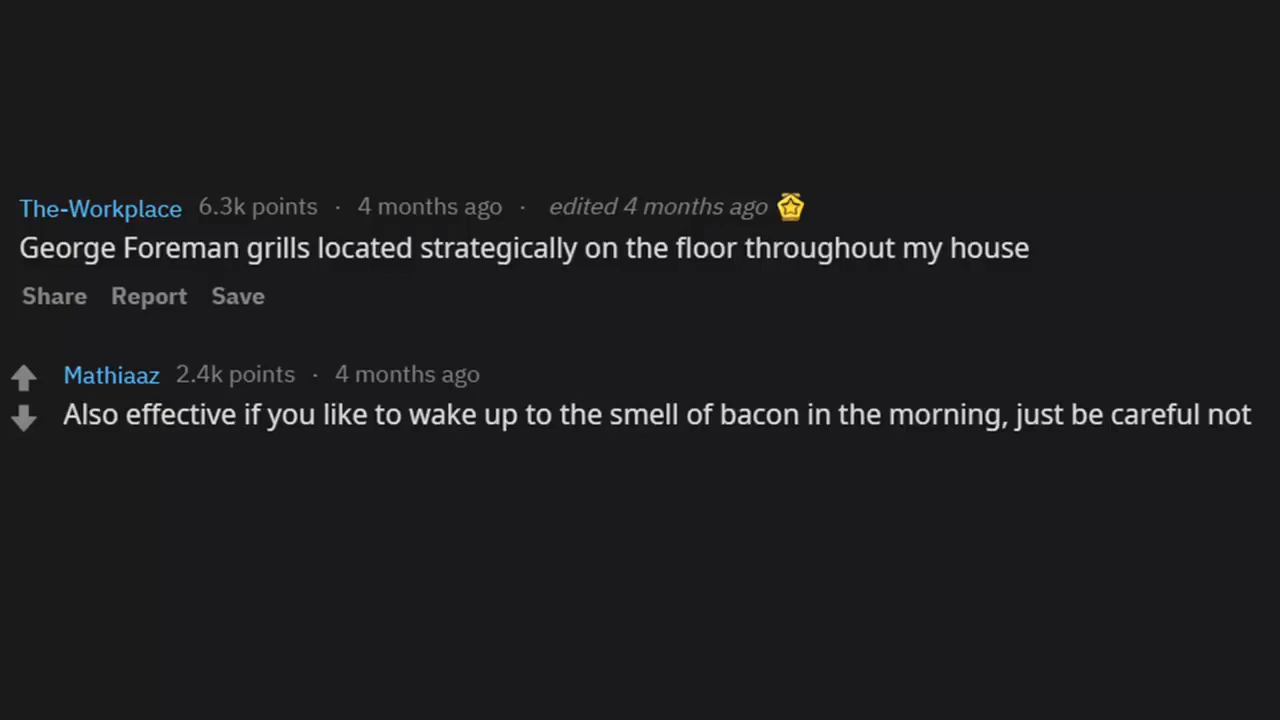 The-Workplace 6.3k points · 4 months ago · edited 4 months ago
George Foreman grills located strategically on the floor throughout my house
Share Report Save
Mathiaaz 2.4k points · 4 months ago
Also effective if you like to wake up to the smell of bacon in the morning, just be careful not